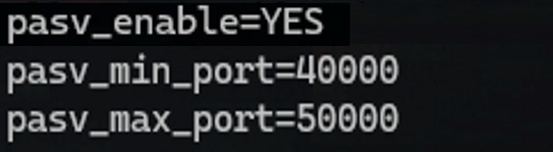 pasv_enable=YES
pasv_min_port=40000
pasv_max_port=50000